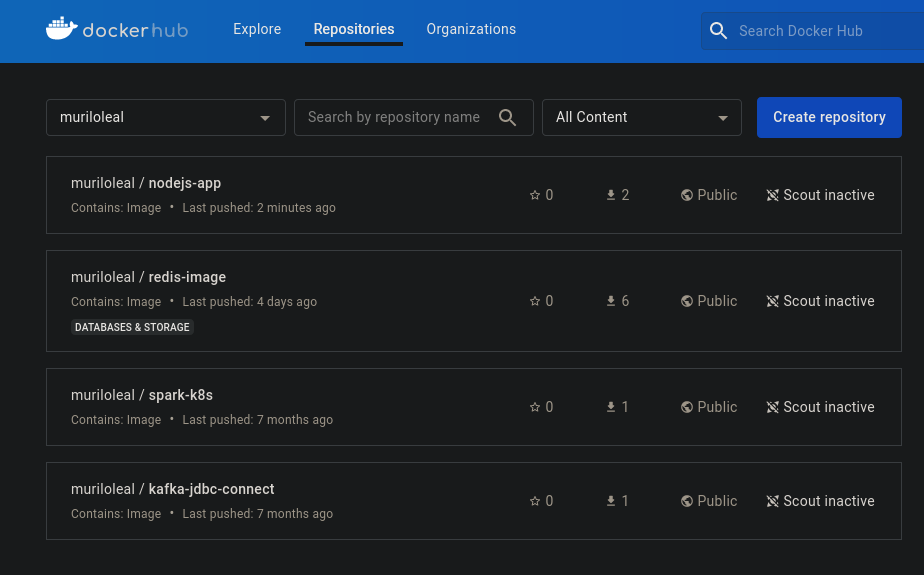 dockerhub Explore Repositories Organizations Search Docker Hub
muriloleal Search by repository name All Content Create repository
muriloleal / nodejs-app
Contains: Image • Last pushed: 2 minutes ago
0 2 Public Scout inactive
muriloleal / redis-image
Contains: Image • Last pushed: 4 days ago
DATABASES & STORAGE
0 6 Public Scout inactive
muriloleal / spark-k8s
Contains: Image • Last pushed: 7 months ago
0 1 Public Scout inactive
muriloleal / kafka-jdbc-connect
Contains: Image • Last pushed: 7 months ago
0 1 Public Scout inactive